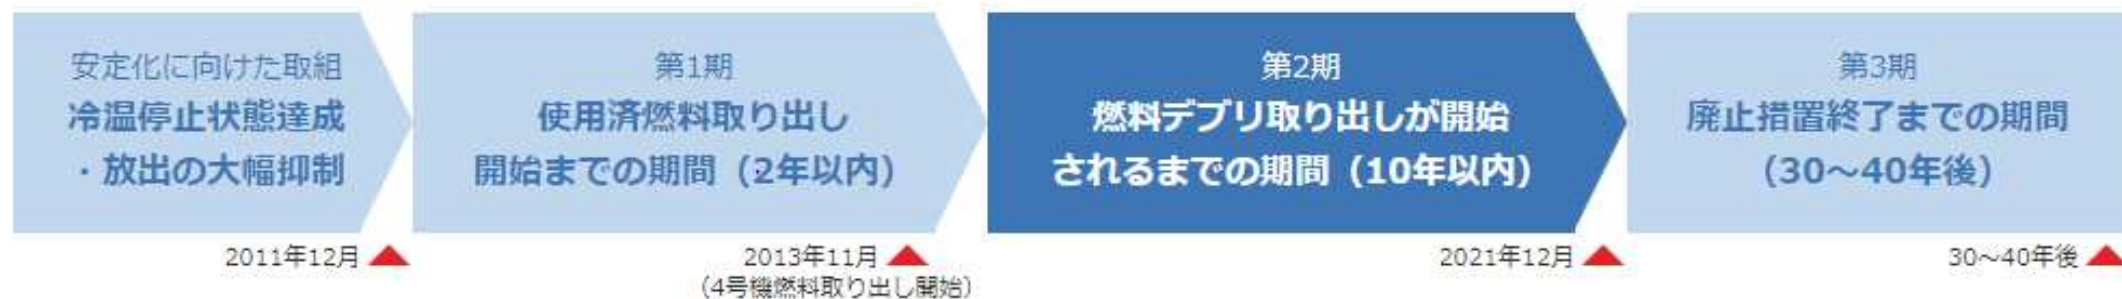 安定化に向けた取組
冷温停止状態達成
・放出の大幅抑制
2011年12月
第1期
使用済燃料取り出し
開始までの期間（2年以内）
2013年11月
（4号機燃料取り出し開始）
第2期
燃料デブリ取り出しが開始
されるまでの期間（10年以内）
2021年12月
第3期
廃止措置終了までの期間
（30～40年後）
30～40年後